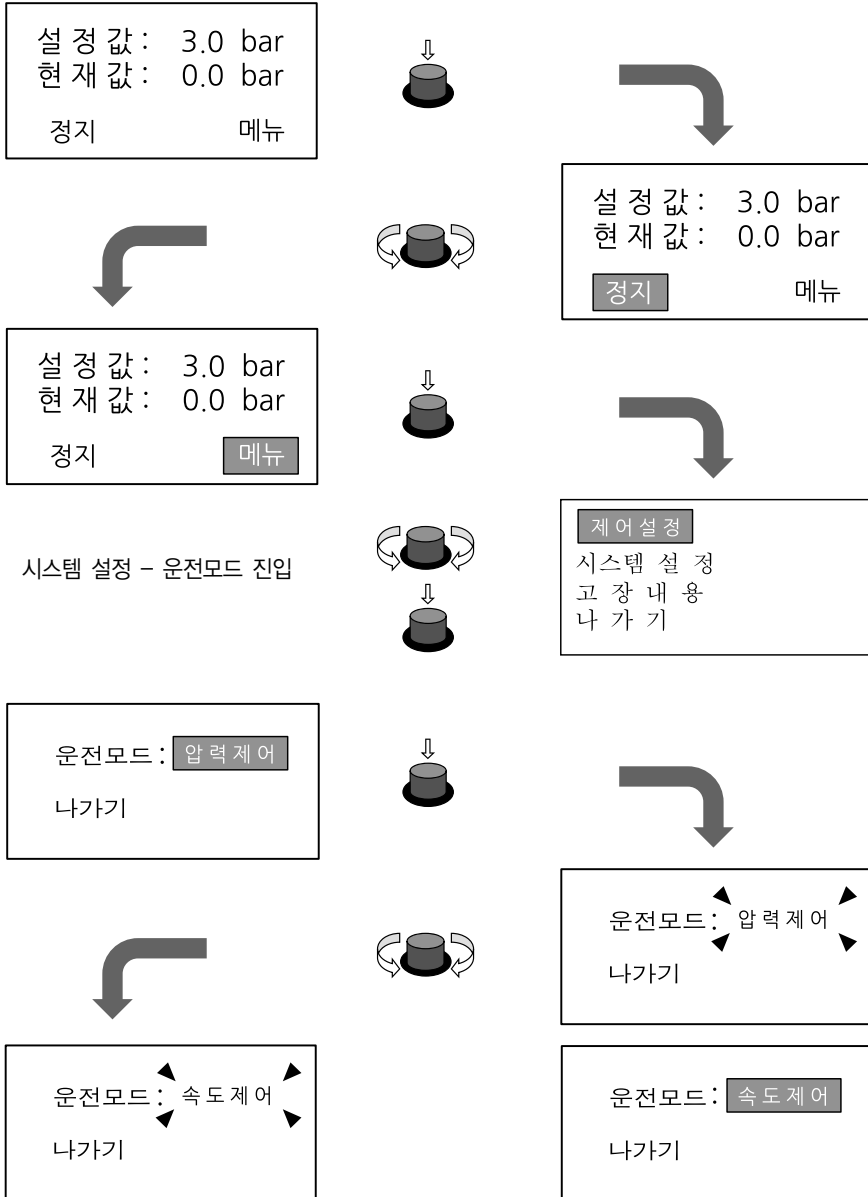 설정값: 3.0 bar
현재값: 0.0 bar
정지 메뉴
설정값: 3.0 bar
현재값: 0.0 bar
정지 메뉴
설정값: 3.0 bar
현재값: 0.0 bar
정지 메뉴
제어설정
시스템 설정
고장내용
나가기
시스템 설정 – 운전모드 진입
운전모드: 압력제어
나가기
운전모드: 압력제어
나가기
운전모드: 속도제어
나가기
운전모드: 속도제어
나가기